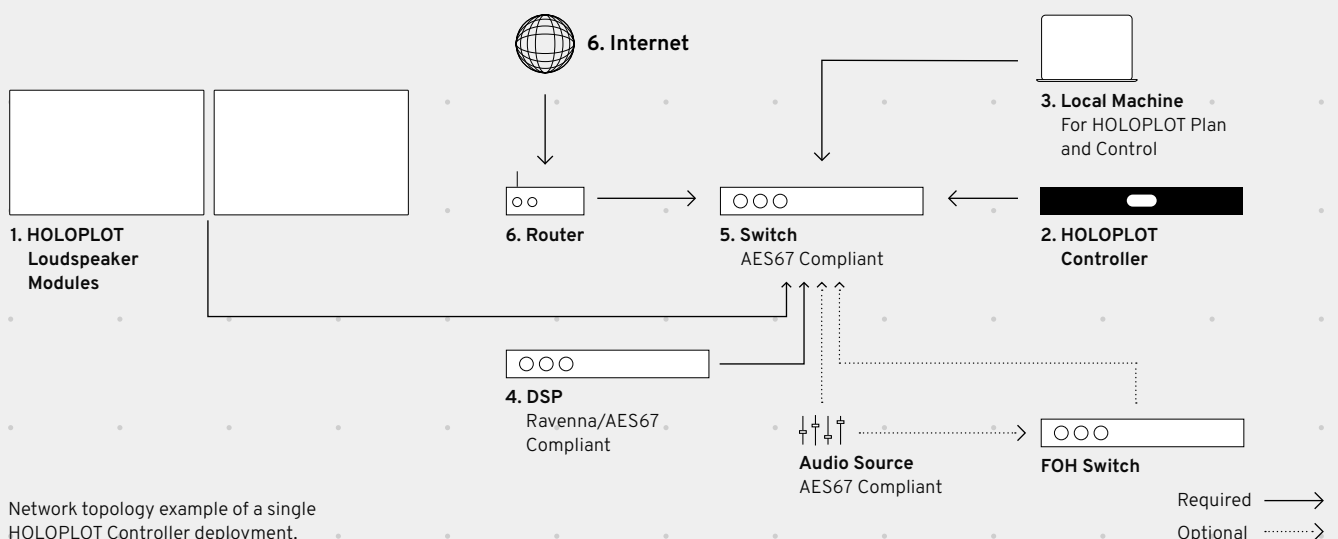 6. Internet
3. Local Machine
For HOLOPLOT Plan
and Control
1. HOLOPLOT
Loudspeaker
Modules
6. Router
5. Switch
AES67 Compliant
2. HOLOPLOT
Controller
4. DSP
Ravenna/AES67
Compliant
Audio Source
AES67 Compliant
FOH Switch
Network topology example of a single
HOLOPLOT Controller deployment.
Required
Optional